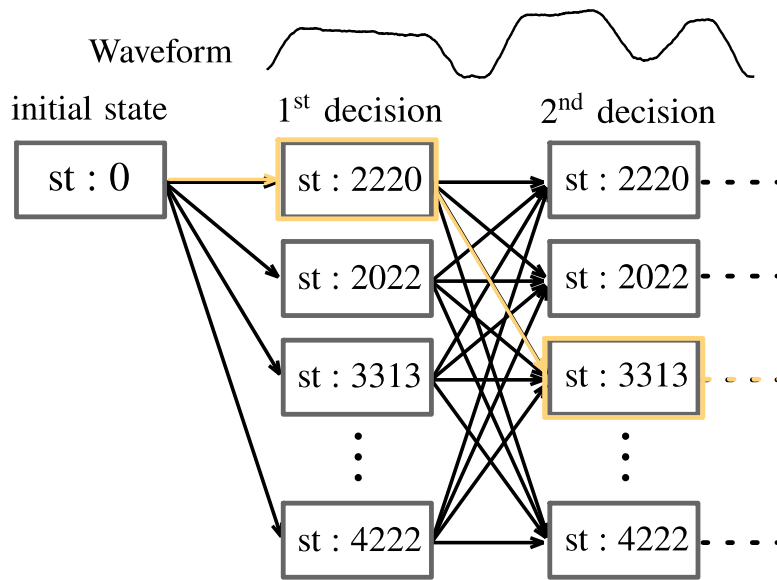 Waveform
initial state
1st decision
2nd decision
st : 0
st : 2220
st : 2220
st : 2022
st : 2022
st : 3313
st : 3313
st : 4222
st : 4222